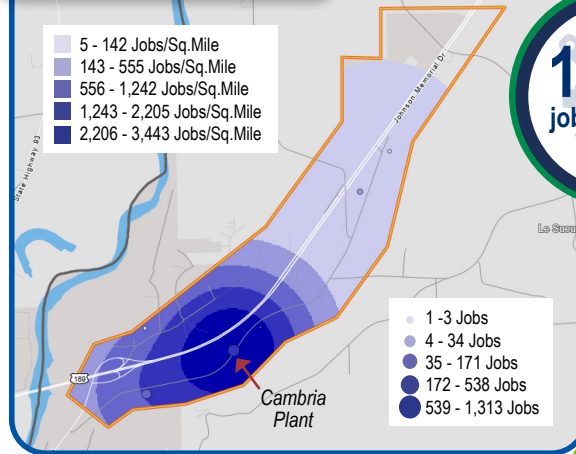 5 - 142 Jobs/Sq.Mile
143 - 555 Jobs/Sq.Mile
556 - 1,242 Jobs/Sq.Mile
1,243 - 2,205 Jobs/Sq.Mile
2,206 - 3,443 Jobs/Sq.Mile
State Highway 93
Johnson Memorial Dr
169
Cambria
Plant
1 -3 Jobs
4 - 34 Jobs
35 - 171 Jobs
172 - 538 Jobs
539 - 1,313 Jobs